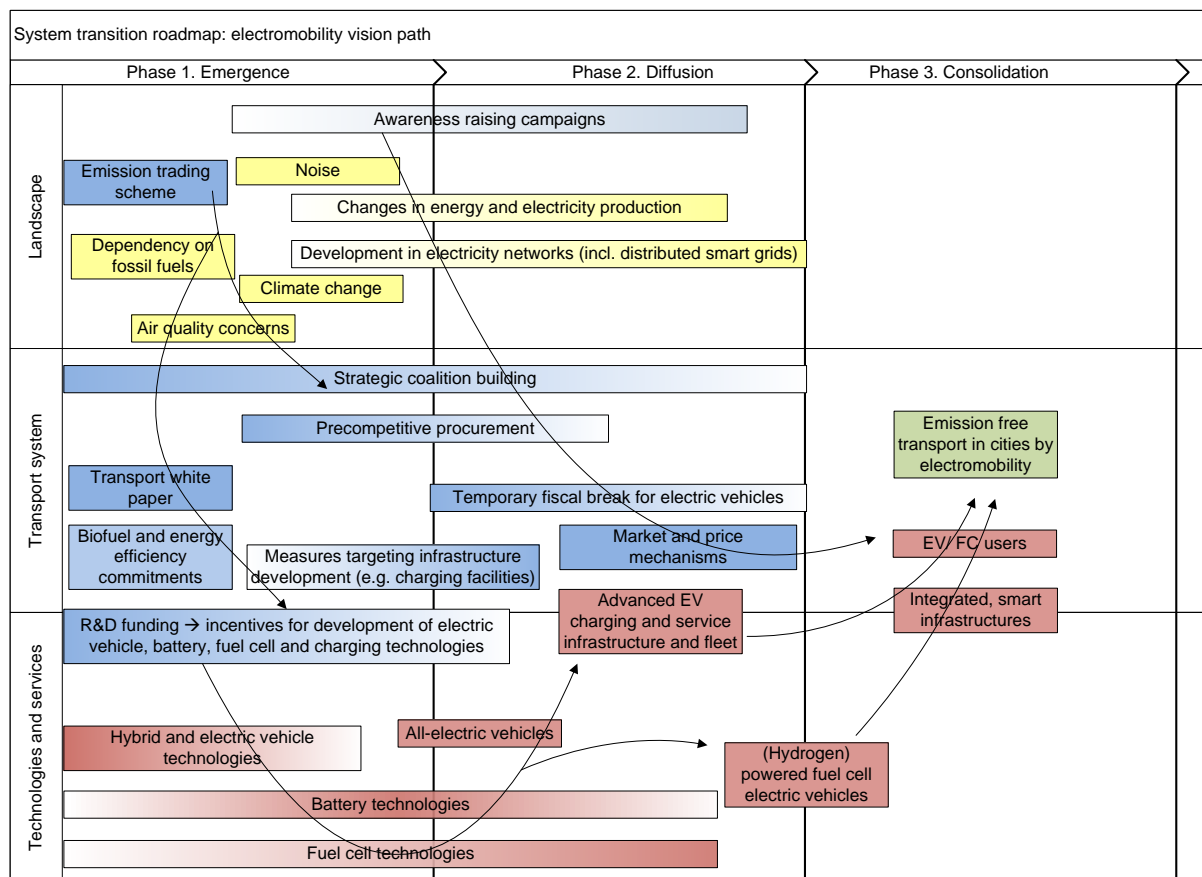 System transition roadmap: electromobility vision path
Phase 1. Emergence
Phase 2. Diffusion
Phase 3. Consolidation
Landscape
Awareness raising campaigns
Emission trading
scheme
Noise
Changes in energy and electricity production
Dependency on
fossil fuels
Development in electricity networks (incl. distributed smart grids)
Climate change
Air quality concerns
Transport system
Strategic coalition building
Precompetitive procurement
Emission free
transport in cities by
electromobility
Transport white
paper
Temporary fiscal break for electric vehicles
Biofuel and energy
efficiency
commitments
Measures targeting infrastructure
development (e.g. charging facilities)
Market and price
mechanisms
EV/ FC users
Technologies and services
R&D funding → incentives for development of electric
vehicle, battery, fuel cell and charging technologies
Advanced EV
charging and service
infrastructure and fleet
Integrated, smart
infrastructures
Hybrid and electric vehicle
technologies
All-electric vehicles
(Hydrogen)
powered fuel cell
electric vehicles
Battery technologies
Fuel cell technologies